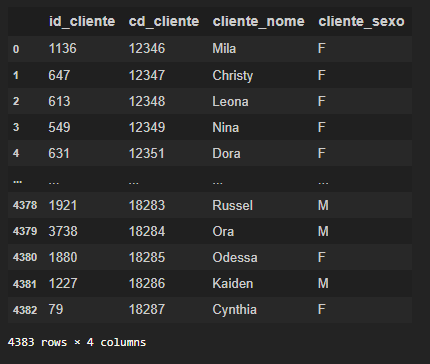 id_cliente cd_cliente cliente_nome cliente_sexo
0 1136 12346 Mila F
1 647 12347 Christy F
2 613 12348 Leona F
3 549 12349 Nina F
4 631 12351 Dora F
... ... ... ... ...
4378 1921 18283 Russel M
4379 3738 18284 Ora M
4380 1880 18285 Odessa F
4381 1227 18286 Kaiden M
4382 79 18287 Cynthia F
4383 rows × 4 columns